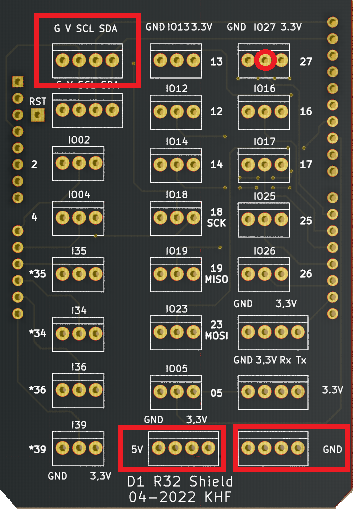 G V SCL SDA GND IO13 3.3V GND IO27 3.3V
13 27
G V SCL SDA IO12 IO16
RST
12 16
IO02 IO14 IO17
2 14 17
IO04 IO18 IO25
4 18 25
SCK
I35 IO19 IO26
*35 19 26
MISO
GND 3,3V
I34 IO23
*34 23
MOSI
GND 3,3V Rx Tx
I36 IO05
*36 05 3,3V
I39 GND 3,3V
*39 5V GND
GND 3,3V
D1 R32 Shield
04-2022 KHF